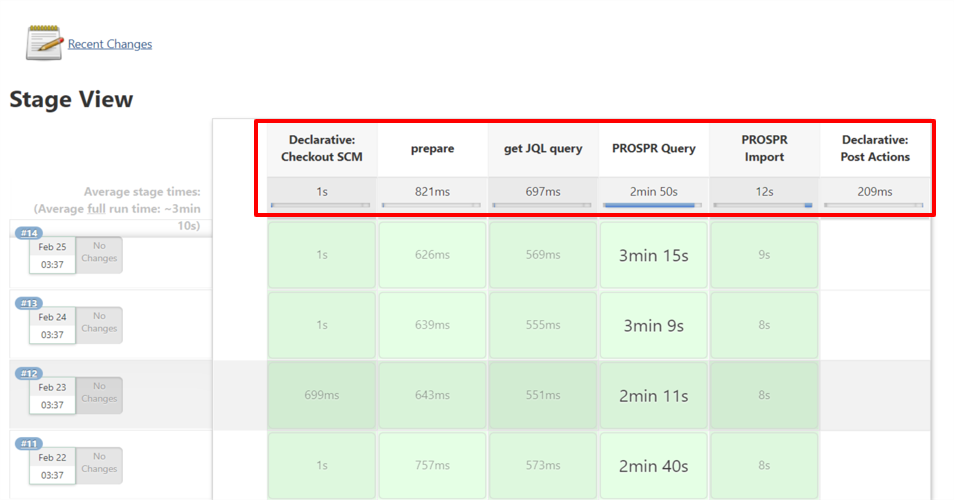 Recent Changes
Stage View
Declarative: Checkout SCM
prepare
get JQL query
PROSPR Query
PROSPR Import
Declarative: Post Actions
Average stage times:
(Average full run time: ~3min 10s)
1s
821ms
697ms
2min 50s
12s
209ms
#14
Feb 25
03:37
No Changes
1s
626ms
569ms
3min 15s
9s
#13
Feb 24
03:37
No Changes
1s
639ms
555ms
3min 9s
8s
#12
Feb 23
03:37
No Changes
699ms
643ms
551ms
2min 11s
8s
#11
Feb 22
03:37
No Changes
1s
757ms
573ms
2min 40s
8s